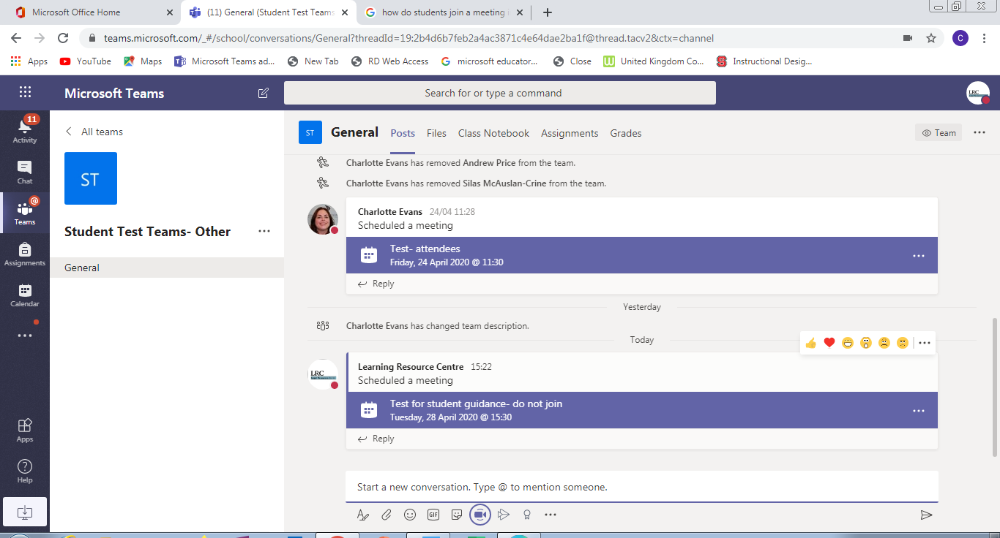 Microsoft Office Home
(11) General (Student Test Teams
how do students join a meeting
teams.microsoft.com/_#/school/conversations/General?threadId=19:2b4d6b7feb2a4ac3871c4e64dae2ba1f@thread.tacv2&ctx=channel
C
Apps
YouTube
Maps
Microsoft Teams ad...
New Tab
RD Web Access
microsoft educator...
Close
United Kingdom Co...
Instructional Desig...
Microsoft Teams
Search for or type a command
LRC
11
Activity
Chat
@
Teams
Assignments
Calendar
Apps
Help
All teams
ST
Student Test Teams- Other
General
ST
General
Posts
Files
Class Notebook
Assignments
Grades
Team
Charlotte Evans has removed Andrew Price from the team.
Charlotte Evans has removed Silas McAuslan-Crine from the team.
Charlotte Evans 24/04 11:28
Scheduled a meeting
Test- attendees
Friday, 24 April 2020 @ 11:30
Reply
Yesterday
Charlotte Evans has changed team description.
Today
LRC
Learning Resource Centre 15:22
Scheduled a meeting
Test for student guidance- do not join
Tuesday, 28 April 2020 @ 15:30
Reply
Start a new conversation. Type @ to mention someone.
GIF